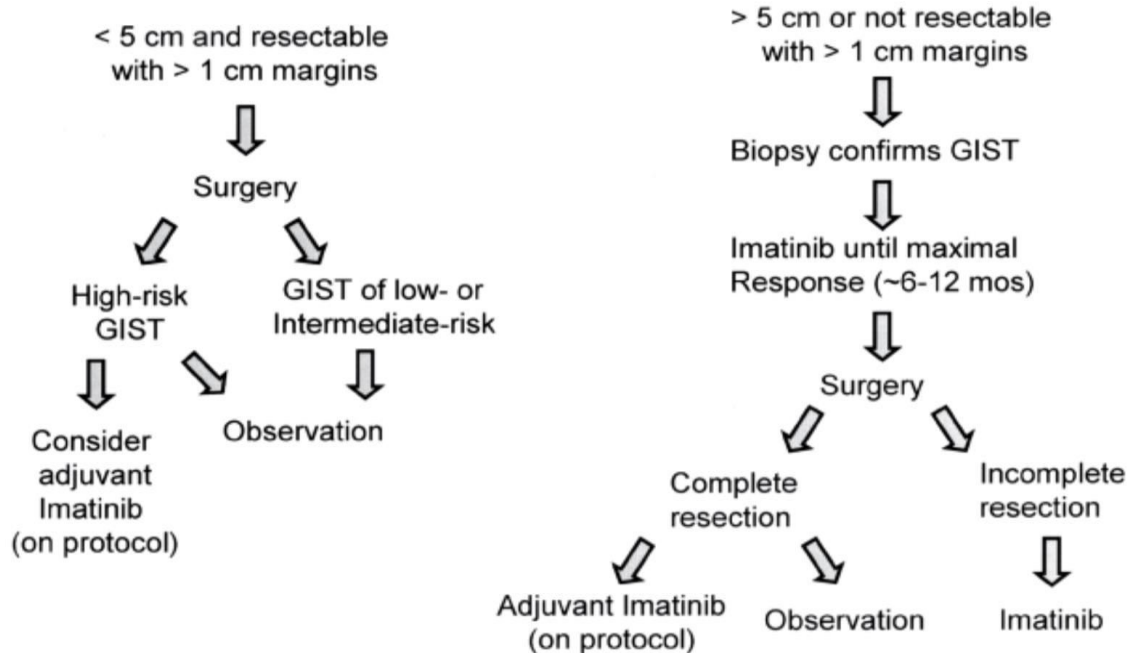 < 5 cm and resectable
with > 1 cm margins
Surgery
High-risk
GIST
GIST of low- or
Intermediate-risk
Consider
adjuvant
Imatinib
(on protocol)
Observation
> 5 cm or not resectable
with > 1 cm margins
Biopsy confirms GIST
Imatinib until maximal
Response (~6-12 mos)
Surgery
Complete
resection
Incomplete
resection
Adjuvant Imatinib
(on protocol)
Observation
Imatinib